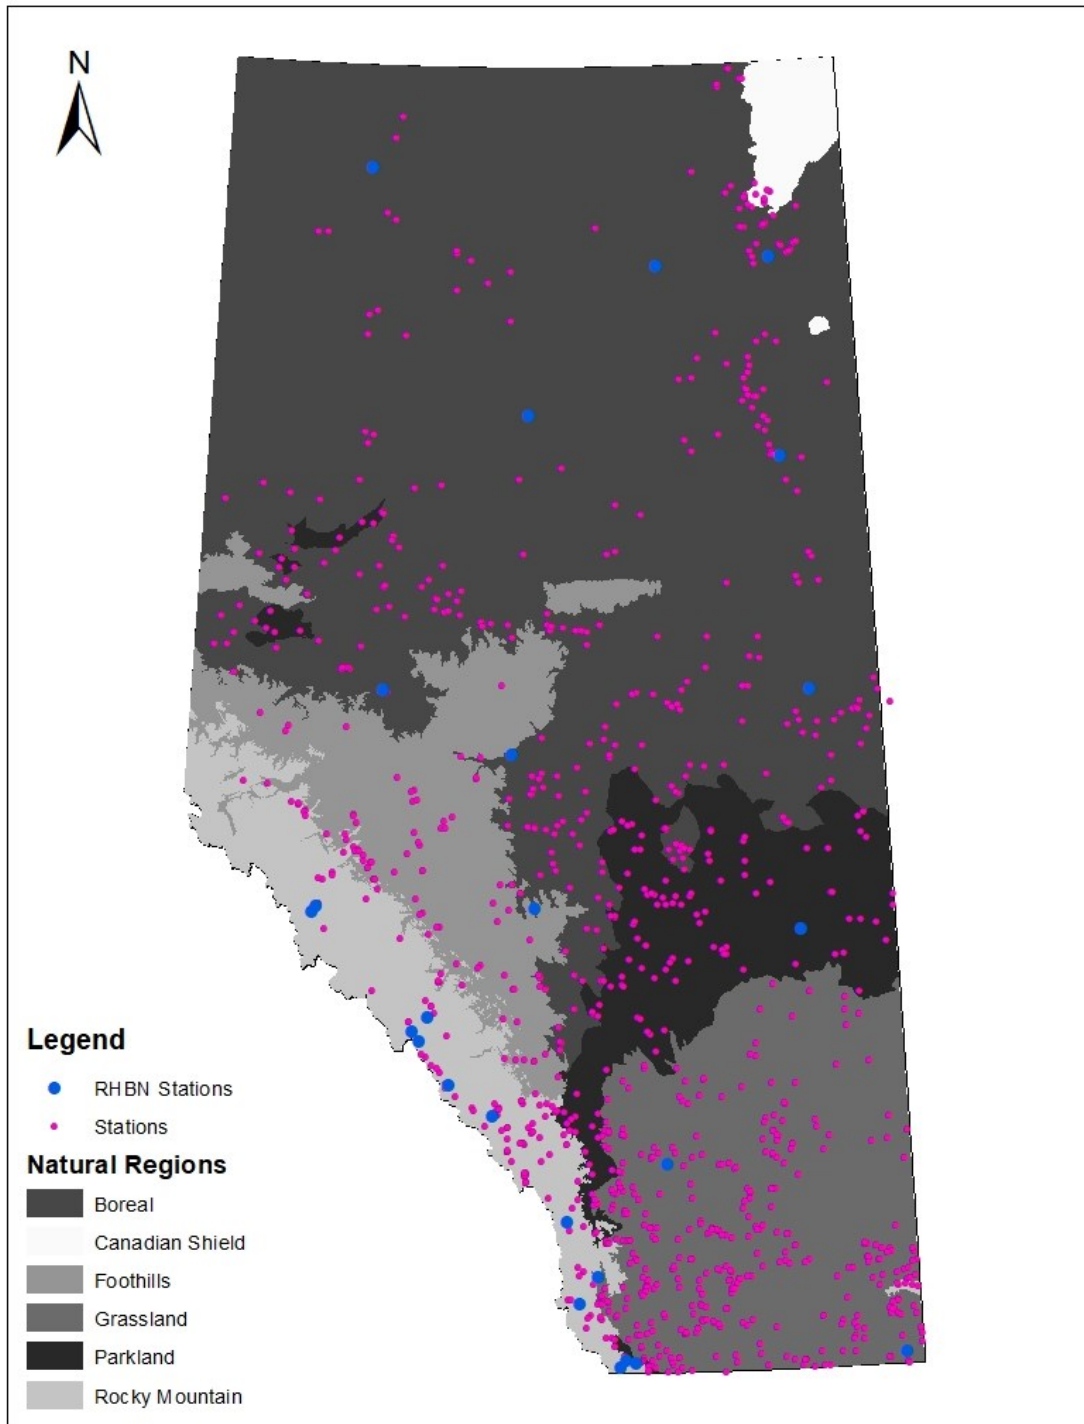 N
Legend
RHBN Stations
Stations
Natural Regions
Boreal
Canadian Shield
Foothills
Grassland
Parkland
Rocky Mountain